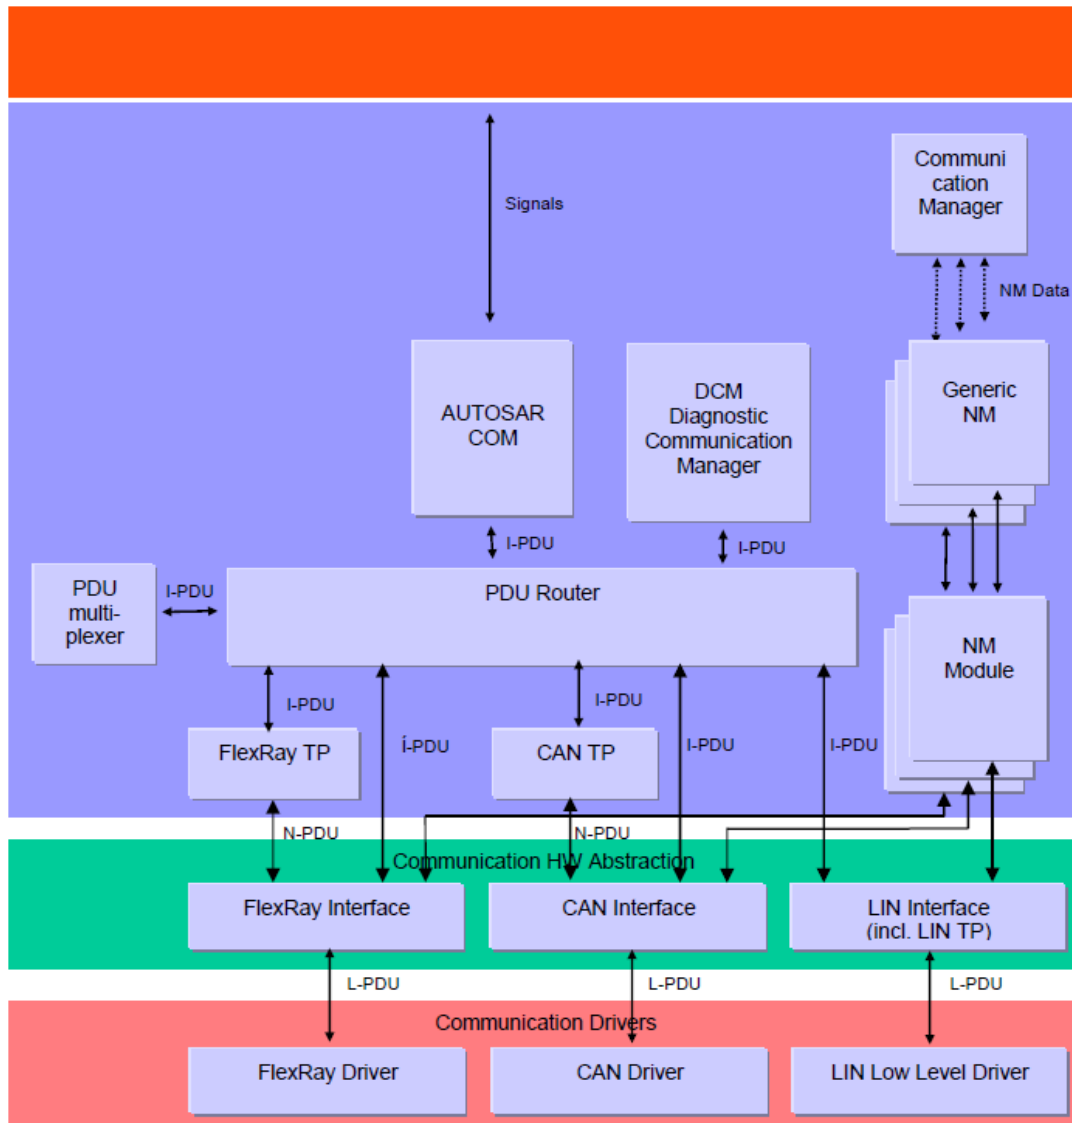 Communi
cation
Manager
Signals
NM Data
AUTOSAR
COM
DCM
Diagnostic
Communication
Manager
Generic
NM
I-PDU
I-PDU
PDU
multi-
plexer
I-PDU
PDU Router
NM
Module
I-PDU
Í-PDU
I-PDU
I-PDU
I-PDU
FlexRay TP
CAN TP
N-PDU
N-PDU
Communication HW Abstraction
FlexRay Interface
CAN Interface
LIN Interface
(incl. LIN TP)
L-PDU
L-PDU
L-PDU
Communication Drivers
FlexRay Driver
CAN Driver
LIN Low Level Driver